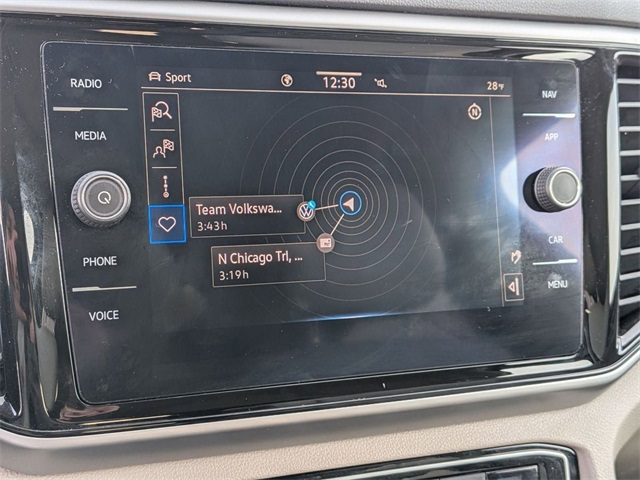 RADIO
MEDIA
PHONE
VOICE
Sport
12:30
28°F
N
Team Volkswa...
3:43h
N Chicago Trl, ...
3:19h
NAV
APP
CAR
MENU